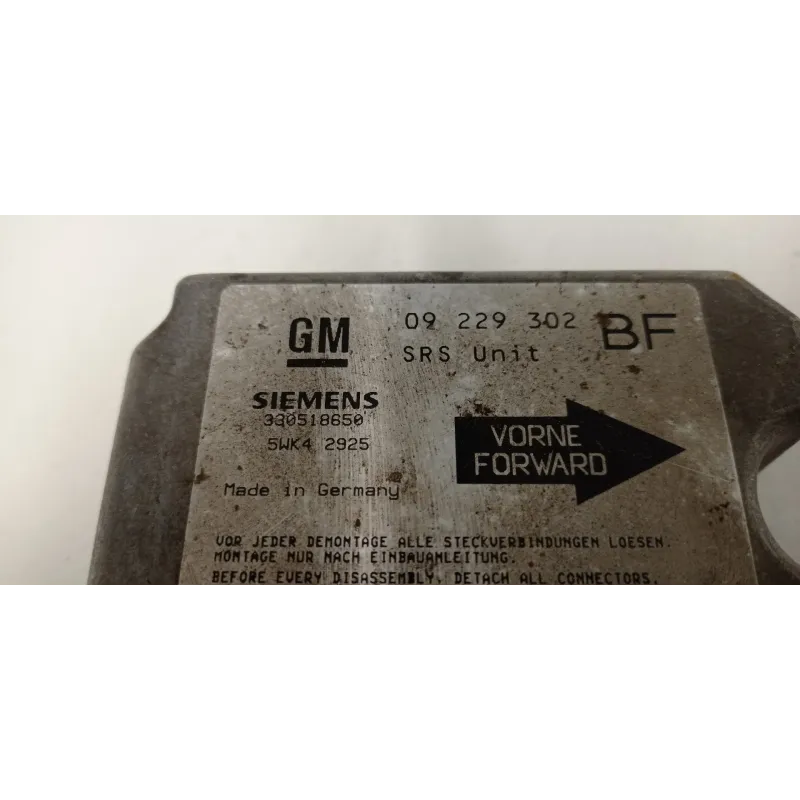 GM
09 229 302 BF
SRS Unit
SIEMENS
330518650
5WK4 2925
VORNE
FORWARD
Made in Germany
VOR JEDER DEMONTAGE ALLE STECKVERBINDUNGEN LOESEN.
MONTAGE NUR NACH EINBAUANLEITUNG.
BEFORE EVERY DISASSEMBLY, DETACH ALL CONNECTORS.